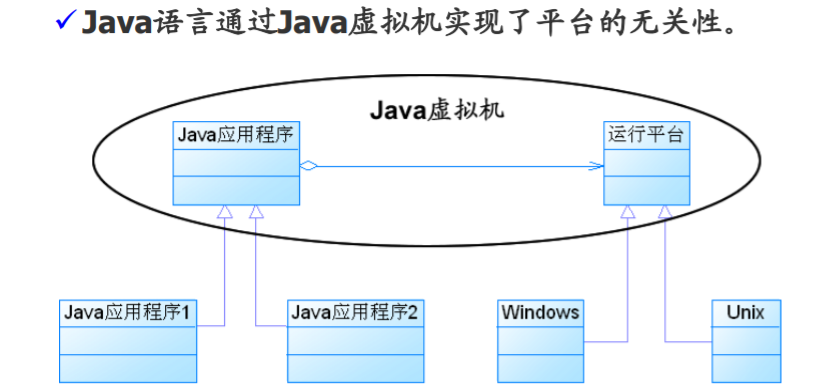 ✓ Java语言通过Java虚拟机实现了平台的无关性。
Java虚拟机
Java应用程序
运行平台
Java应用程序1
Java应用程序2
Windows
Unix